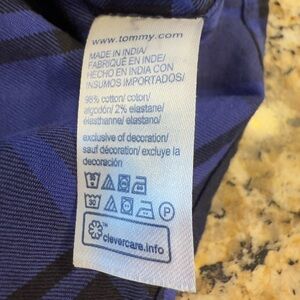 www.tommy.com
MADE IN INDIA/
FABRIQUÉ EN INDE/
HECHO EN INDIA CON
INSUMOS IMPORTADOS/
98% cotton/ coton/
algodón/ 2% elastane/
élasthanne/ elastano/
exclusive of decoration/
sauf décoration/ excluye la
decoración
30
P
clevercare.info